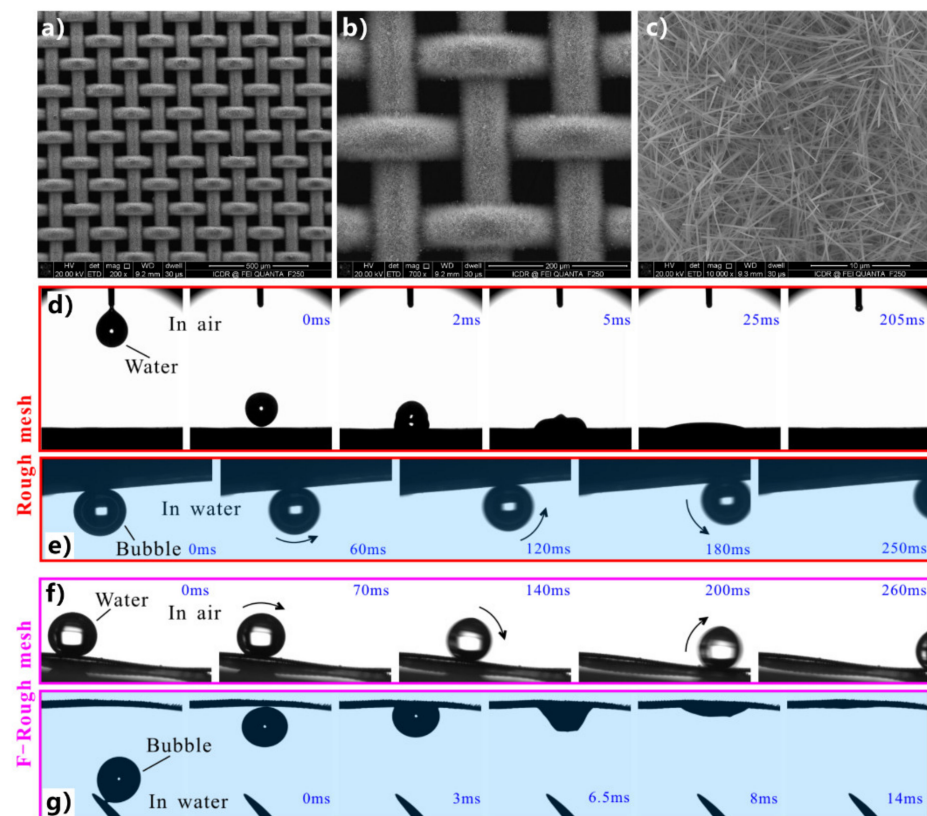 a)
b)
c)
HV det mag □ WD dwell 500 µm
20.00 kV ETD 200 x 9.2 mm 30 µs ICDR @ FEI QUANTA F250
HV det mag □ WD dwell 200 µm
20.00 kV ETD 700 x 9.2 mm 30 µs ICDR @ FEI QUANTA F250
HV det mag □ WD dwell 10 µm
20.00 kV ETD 10 000 x 9.3 mm 30 µs ICDR @ FEI QUANTA F250
Rough mesh
d)
In air
Water
0ms
2ms
5ms
25ms
205ms
e)
In water
Bubble
0ms
60ms
120ms
180ms
250ms
F-Rough mesh
f)
Water
In air
0ms
70ms
140ms
200ms
260ms
g)
Bubble
In water
0ms
3ms
6.5ms
8ms
14ms